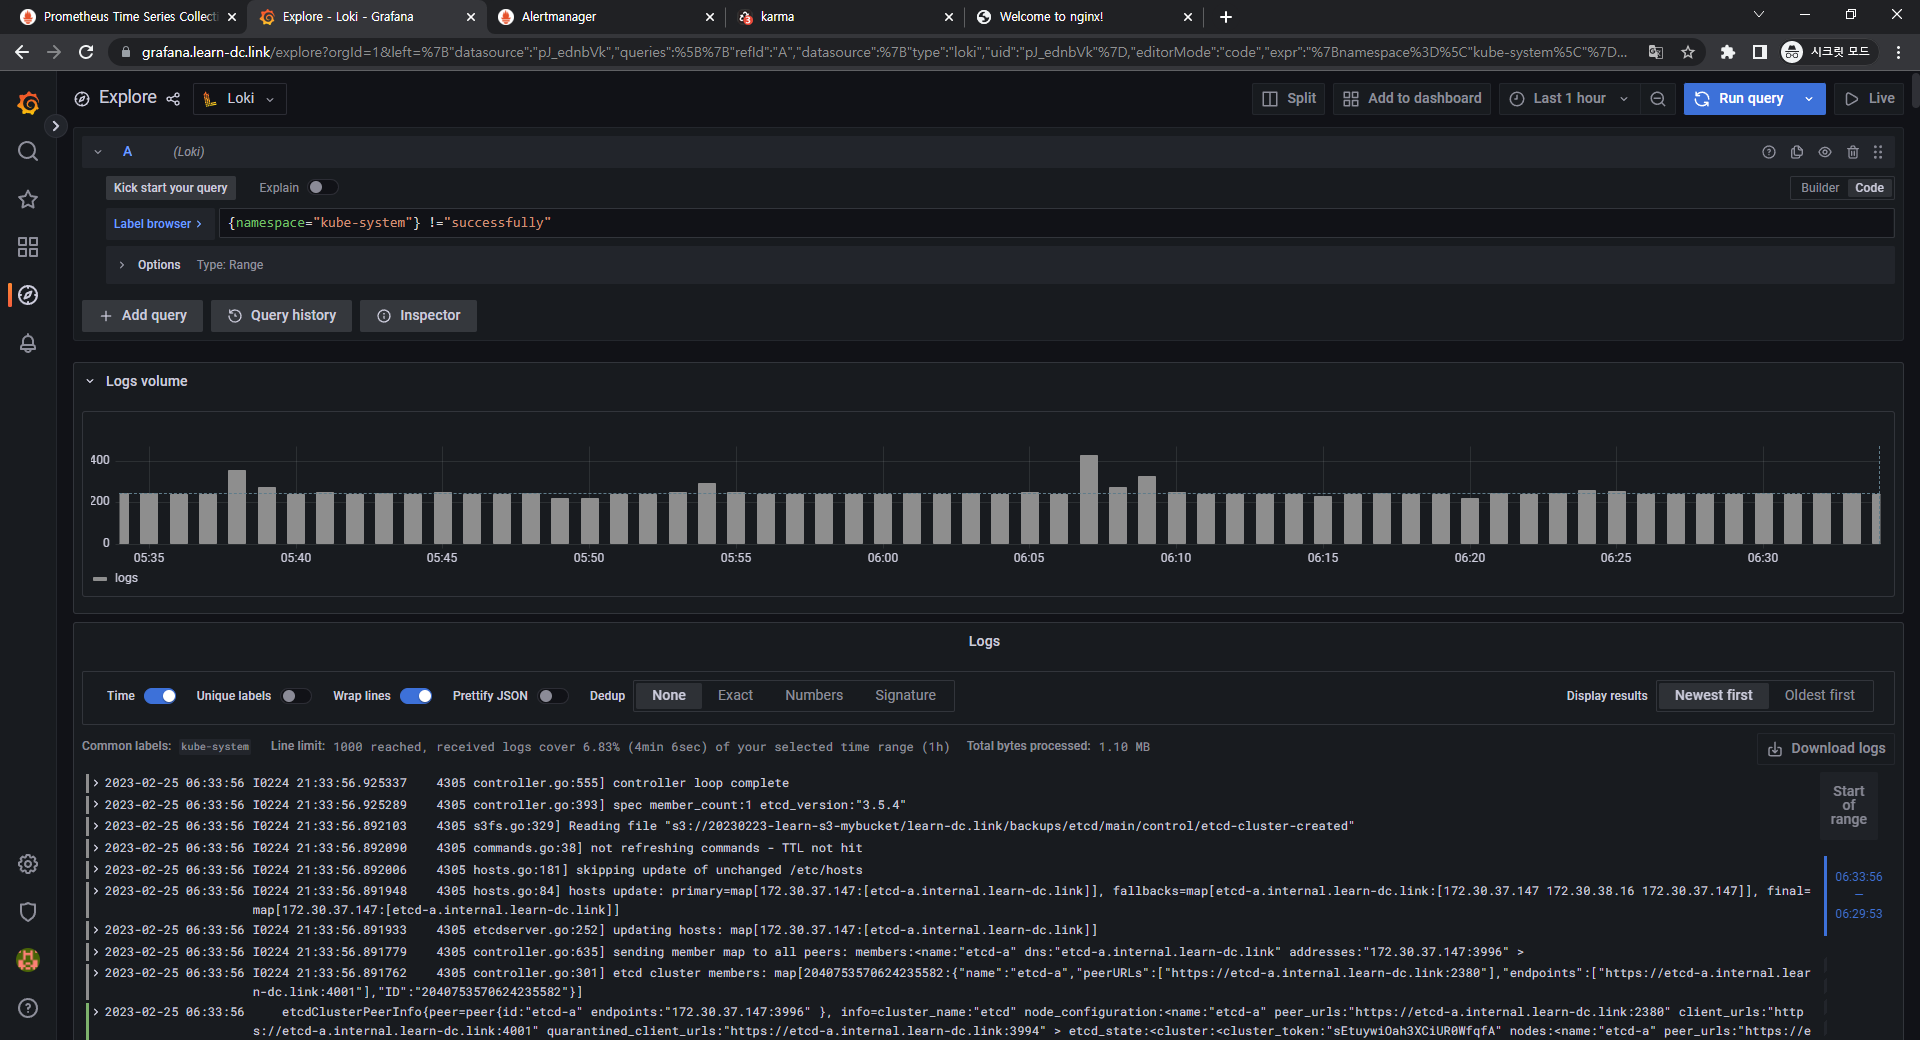 Prometheus Time Series Collect
Explore - Loki - Grafana
Alertmanager
karma
Welcome to nginx!
grafana.learn-dc.link/explore?orgId=1&left=%7B"datasource":"pJ_ednbVk","queries":%5B%7B"refId":"A","datasource":%7B"type":"loki","uid":"pJ_ednbVk"%7D,"editorMode":"code","expr":"%7Bnamespace%3D%5C"kube-system%5C"%7D...
시크릿 모드
Explore
Loki
Split
Add to dashboard
Last 1 hour
Run query
Live
A (Loki)
Kick start your query
Explain
Builder
Code
Label browser >
{namespace="kube-system"} !="successfully"
Options Type: Range
+ Add query
Query history
Inspector
Logs volume
400
200
0
05:35 05:40 05:45 05:50 05:55 06:00 06:05 06:10 06:15 06:20 06:25 06:30
logs
Logs
Time
Unique labels
Wrap lines
Prettify JSON
Dedup
None
Exact
Numbers
Signature
Display results
Newest first
Oldest first
Common labels: kube-system Line limit: 1000 reached, received logs cover 6.83% (4min 6sec) of your selected time range (1h) Total bytes processed: 1.10 MB
Download logs
2023-02-25 06:33:56 I0224 21:33:56.925337 4305 controller.go:555] controller loop complete
2023-02-25 06:33:56 I0224 21:33:56.925289 4305 controller.go:393] spec member_count:1 etcd_version:"3.5.4"
2023-02-25 06:33:56 I0224 21:33:56.892103 4305 s3fs.go:329] Reading file "s3://20230223-learn-s3-mybucket/learn-dc.link/backups/etcd/main/control/etcd-cluster-created"
2023-02-25 06:33:56 I0224 21:33:56.892090 4305 commands.go:38] not refreshing commands - TTL not hit
2023-02-25 06:33:56 I0224 21:33:56.892006 4305 hosts.go:181] skipping update of unchanged /etc/hosts
2023-02-25 06:33:56 I0224 21:33:56.891948 4305 hosts.go:84] hosts update: primary=map[172.30.37.147:[etcd-a.internal.learn-dc.link]], fallbacks=map[etcd-a.internal.learn-dc.link:[172.30.37.147 172.30.38.16 172.30.37.147]], final=
map[172.30.37.147:[etcd-a.internal.learn-dc.link]]
2023-02-25 06:33:56 I0224 21:33:56.891933 4305 etcdserver.go:252] updating hosts: map[172.30.37.147:[etcd-a.internal.learn-dc.link]]
2023-02-25 06:33:56 I0224 21:33:56.891779 4305 controller.go:635] sending member map to all peers: members:<name:"etcd-a" dns:"etcd-a.internal.learn-dc.link" addresses:"172.30.37.147:3996" >
2023-02-25 06:33:56 I0224 21:33:56.891762 4305 controller.go:301] etcd cluster members: map[2040753570624235582:{"name":"etcd-a","peerURLs":["https://etcd-a.internal.learn-dc.link:2380"],"endpoints":["https://etcd-a.internal.lear
n-dc.link:4001"],"ID":"2040753570624235582"}]
2023-02-25 06:33:56 etcdClusterPeerInfo{peer=peer{id:"etcd-a" endpoints:"172.30.37.147:3996" }, info=cluster_name:"etcd" node_configuration:<name:"etcd-a" peer_urls:"https://etcd-a.internal.learn-dc.link:2380" client_urls:"http
s://etcd-a.internal.learn-dc.link:4001" quarantined_client_urls:"https://etcd-a.internal.learn-dc.link:3994" > etcd_state:<cluster:<cluster_token:"sEtuywiOah3XCiUR0WfqfA" nodes:<name:"etcd-a" peer_urls:"https://e
Start
of
range
06:33:56
—
06:29:53